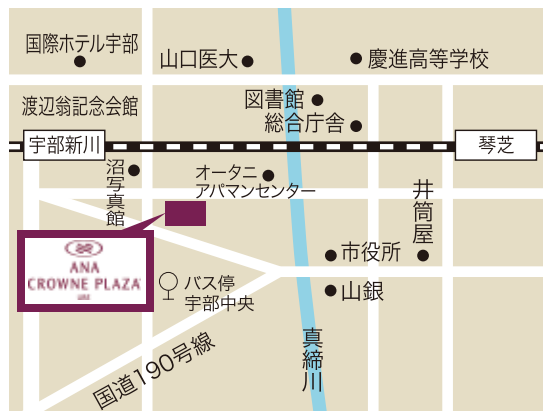 国際ホテル宇部
山口医大
慶進高等学校
図書館
渡辺翁記念会館
総合庁舎
宇部新川
琴芝
沼写真館
オータニ
アパマンセンター
井筒屋
市役所
ANA
CROWNE PLAZA
バス停
宇部中央
山銀
真締川
国道190号線